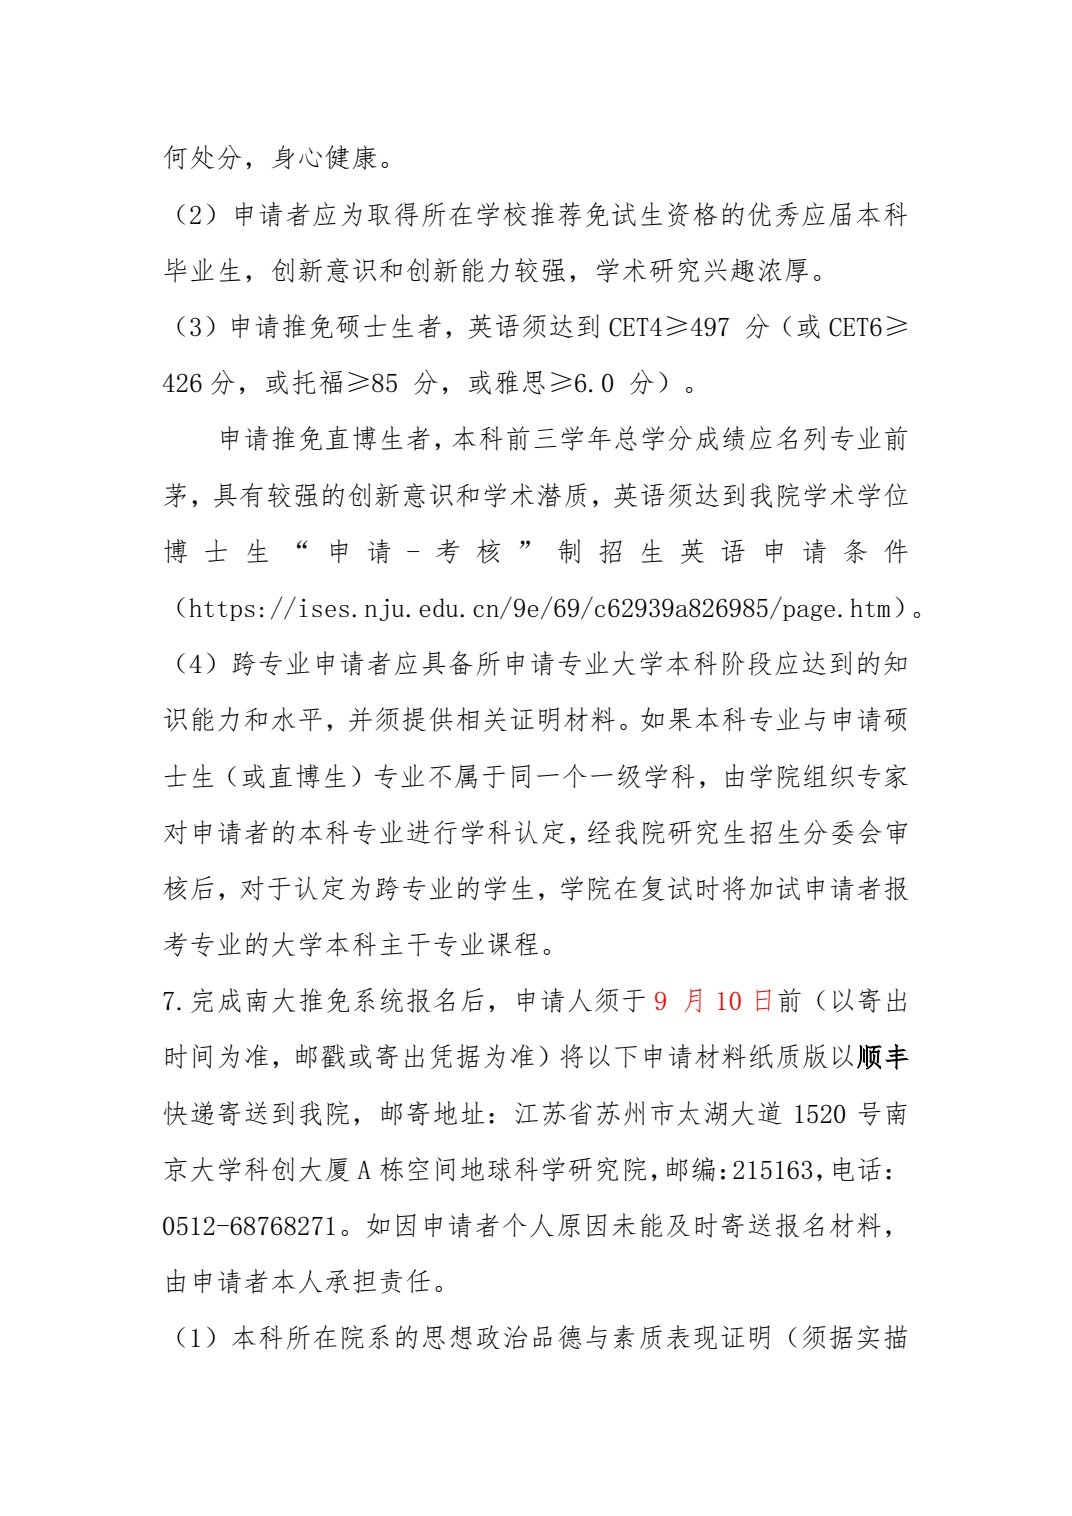 何处分，身心健康。
（2）申请者应为取得所在学校推荐免试生资格的优秀应届本科
毕业生，创新意识和创新能力较强，学术研究兴趣浓厚。
（3）申请推免硕士生者，英语须达到 CET4≥497 分（或 CET6≥
426 分，或托福≥85 分，或雅思≥6.0 分）。
申请推免直博生者，本科前三学年总学分成绩应名列专业前
茅，具有较强的创新意识和学术潜质，英语须达到我院学术学位
博士生“申请-考核”制招生英语申请条件
（https://ises.nju.edu.cn/9e/69/c62939a826985/page.htm）。
（4）跨专业申请者应具备所申请专业大学本科阶段应达到的知
识能力和水平，并须提供相关证明材料。如果本科专业与申请硕
士生（或直博生）专业不属于同一个一级学科，由学院组织专家
对申请者的本科专业进行学科认定，经我院研究生招生分委会审
核后，对于认定为跨专业的学生，学院在复试时将加试申请者报
考专业的大学本科主干专业课程。
7.完成南大推免系统报名后，申请人须于 9 月 10 日前（以寄出
时间为准，邮戳或寄出凭据为准）将以下申请材料纸质版以顺丰
快递寄送到我院，邮寄地址：江苏省苏州市太湖大道 1520 号南
京大学科创大厦 A 栋空间地球科学研究院，邮编：215163，电话：
0512-68768271。如因申请者个人原因未能及时寄送报名材料，
由申请者本人承担责任。
（1）本科所在院系的思想政治品德与素质表现证明（须据实描